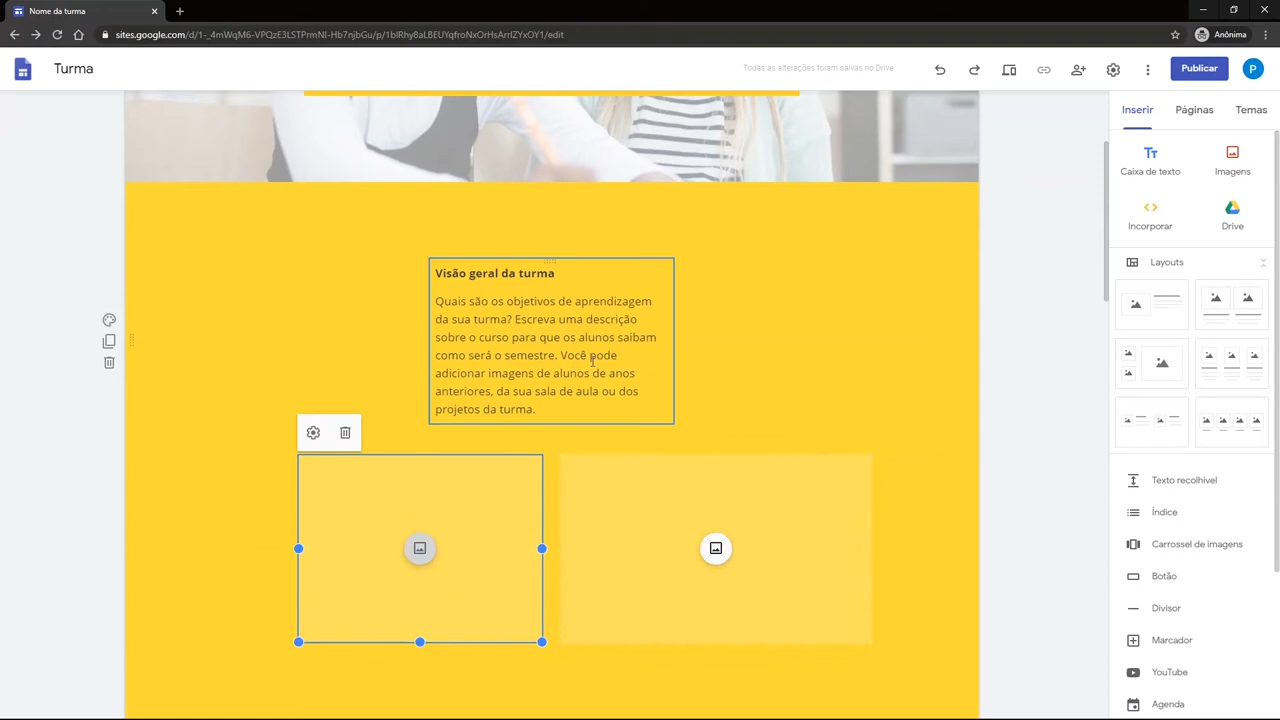 Nome da turma
sites.google.com/d/1-_4mWqM6-VPQzE3LSTPrmNI-Hb7njbGu/p/1bIRhy8aLBEUYqfroNxOrHsArrIZYxOY1/edit
Anônima
Turma
Todas as alterações foram salvas no Drive
Publicar
P
Inserir
Páginas
Temas
Tт
Caixa de texto
Imagens
Incorporar
Drive
Layouts
Visão geral da turma
Quais são os objetivos de aprendizagem
da sua turma? Escreva uma descrição
sobre o curso para que os alunos saibam
como será o semestre. Você pode
adicionar imagens de alunos de anos
anteriores, da sua sala de aula ou dos
projetos da turma.
Texto recolhível
Índice
Carrossel de imagens
Botão
Divisor
Marcador
YouTube
Agenda